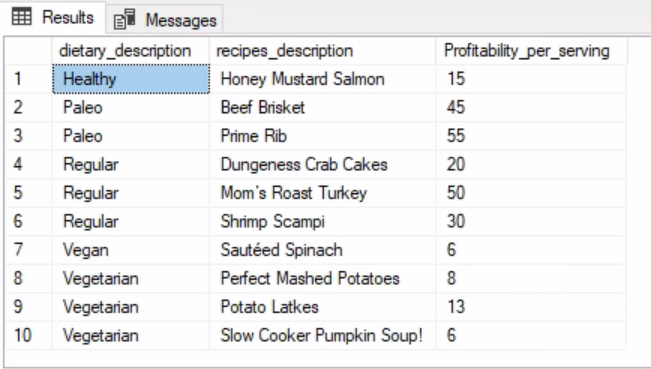 Results Messages
dietary_description recipes_description Profitability_per_serving
1 Healthy Honey Mustard Salmon 15
2 Paleo Beef Brisket 45
3 Paleo Prime Rib 55
4 Regular Dungeness Crab Cakes 20
5 Regular Mom's Roast Turkey 50
6 Regular Shrimp Scampi 30
7 Vegan Sautéed Spinach 6
8 Vegetarian Perfect Mashed Potatoes 8
9 Vegetarian Potato Latkes 13
10 Vegetarian Slow Cooker Pumpkin Soup! 6